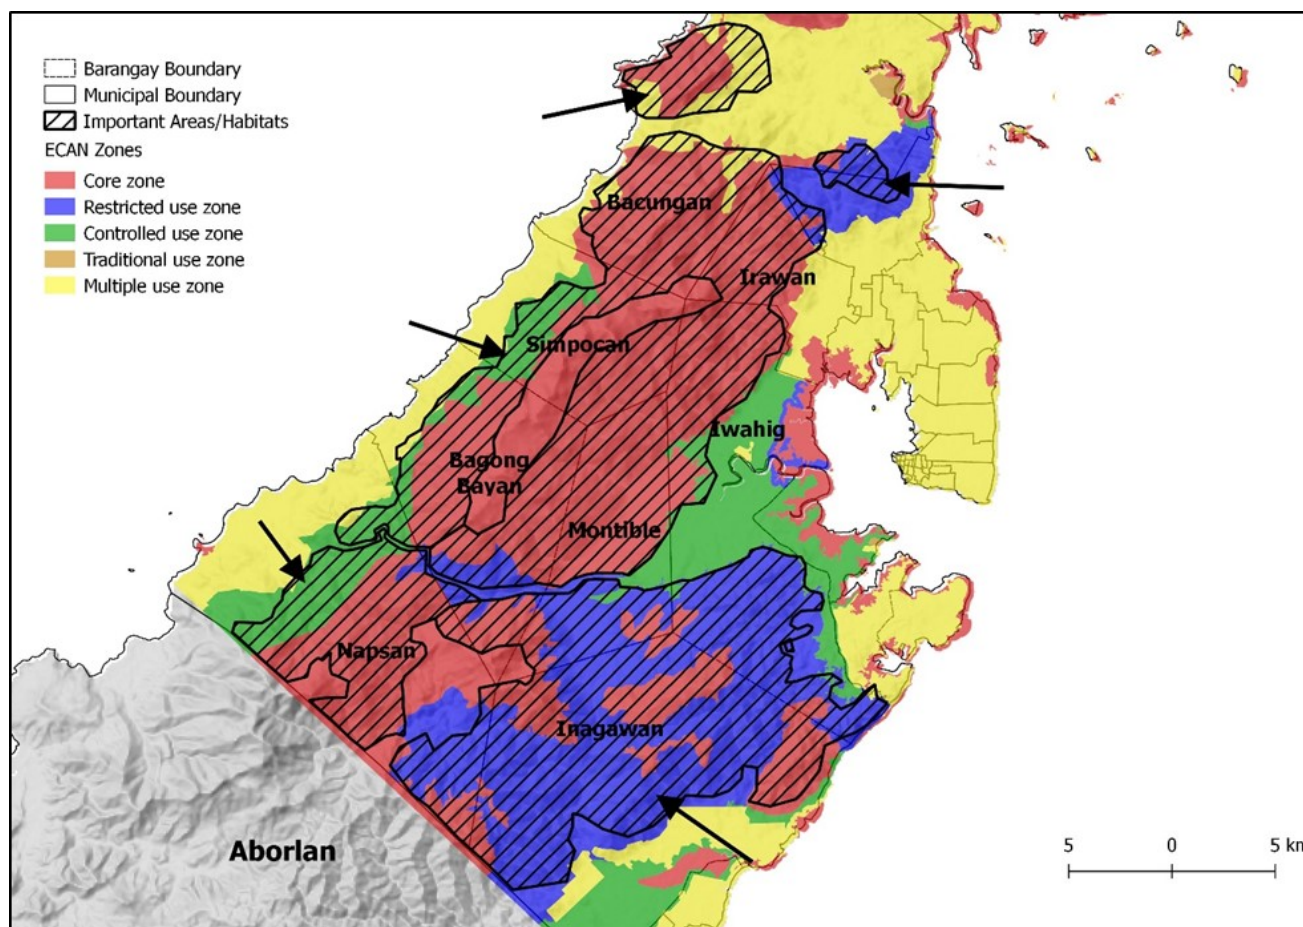 Barangay Boundary
Municipal Boundary
Important Areas/Habitats
ECAN Zones
Core zone
Restricted use zone
Controlled use zone
Traditional use zone
Multiple use zone
Bacungan
Irawan
Simpocan
Iwahig
Bagong
Bayan
Montible
Napsan
Inagawan
Aborlan
5 0 5 km